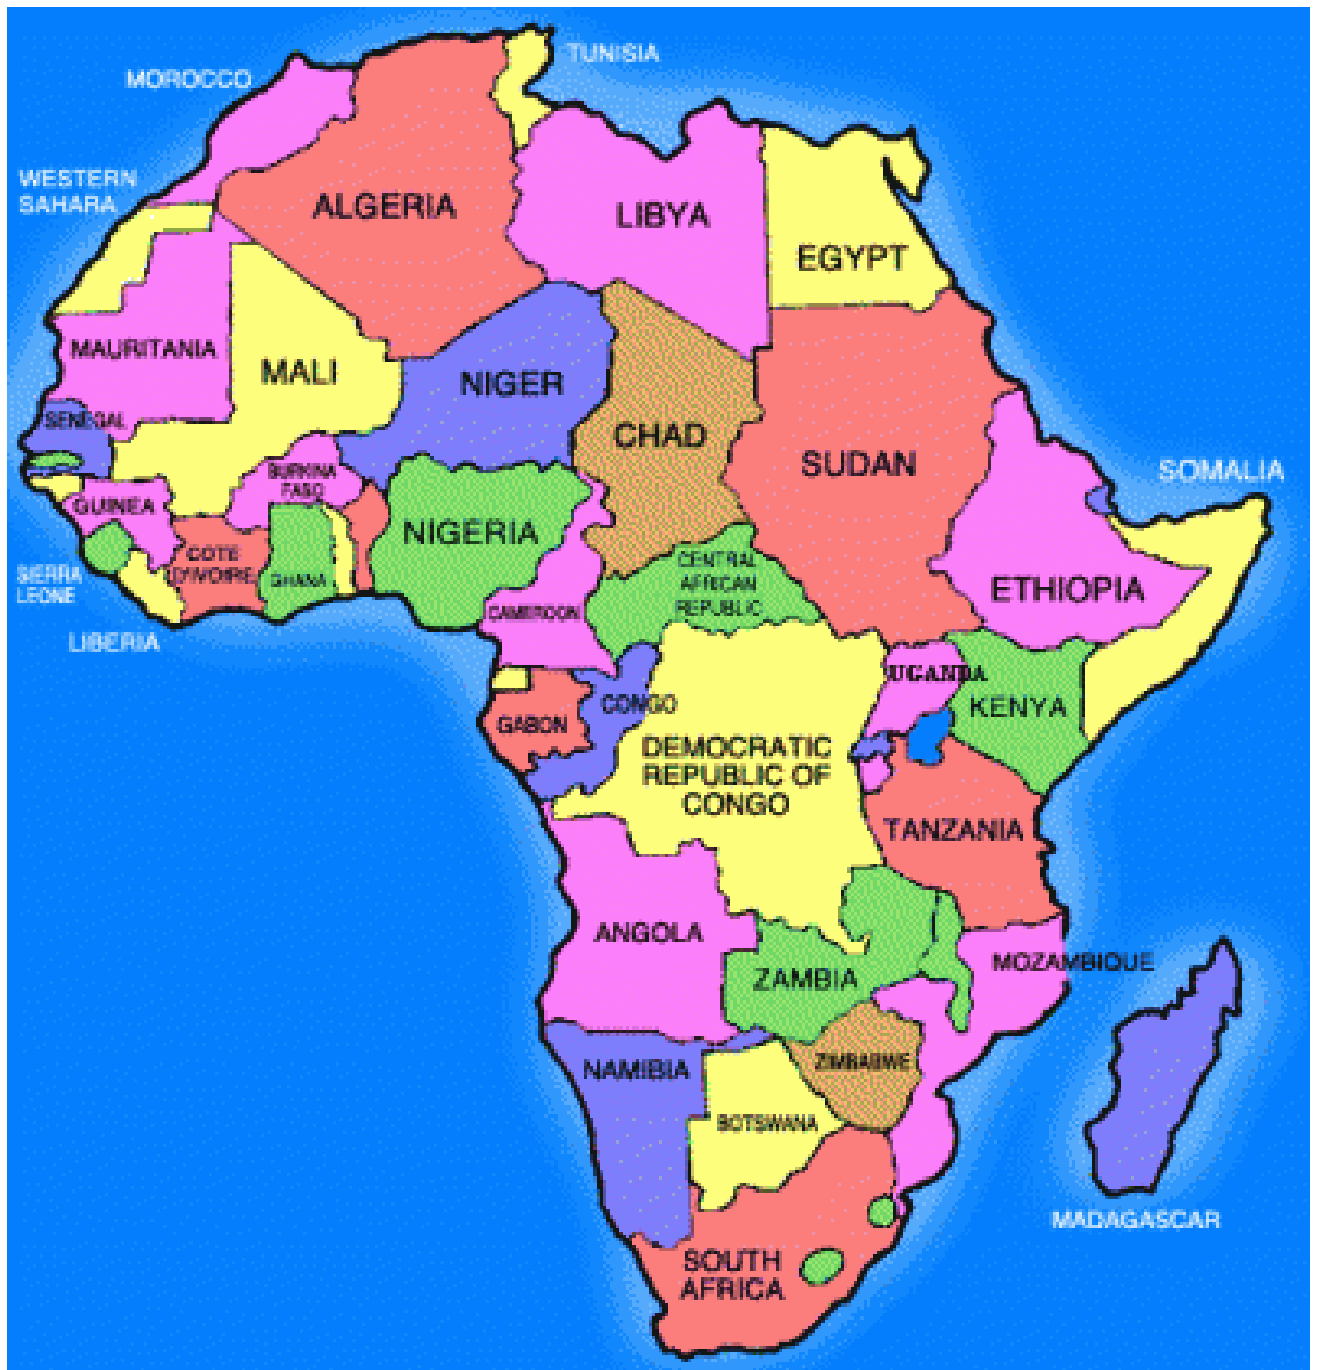 TUNISIA
MOROCCO
WESTERN
SAHARA
ALGERIA
LIBYA
EGYPT
MAURITANIA
MALI
NIGER
SENEGAL
CHAD
SUDAN
SOMALIA
BURKINA
FASO
GUINEA
NIGERIA
COTE
D'IVOIRE
GHANA
SIERRA
LEONE
LIBERIA
CENTRAL
AFRICAN
REPUBLIC
ETHIOPIA
CAMEROON
UGANDA
KENYA
CONGO
GABON
DEMOCRATIC
REPUBLIC OF
CONGO
TANZANIA
ANGOLA
ZAMBIA
MOZAMBIQUE
NAMIBIA
ZIMBABWE
BOTSWANA
MADAGASCAR
SOUTH
AFRICA